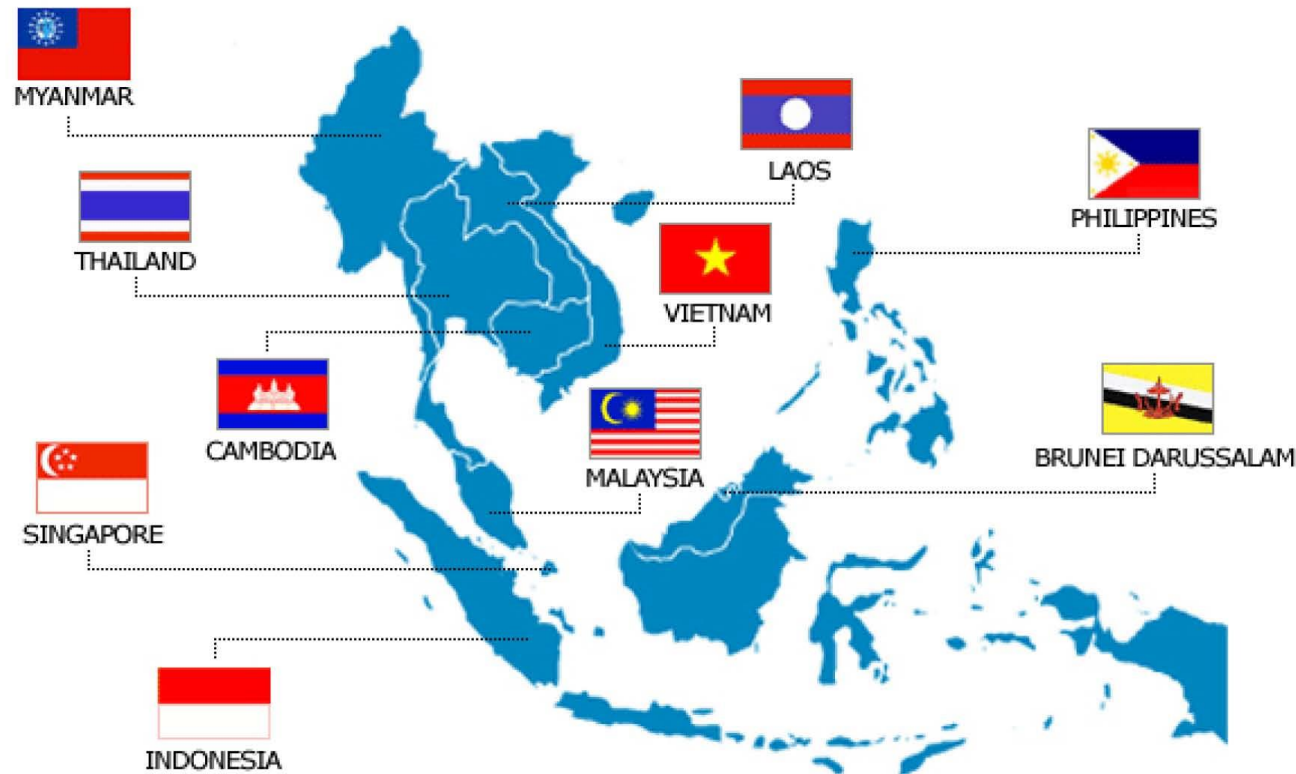 MYANMAR
LAOS
PHILIPPINES
THAILAND
VIETNAM
CAMBODIA
MALAYSIA
BRUNEI DARUSSALAM
SINGAPORE
INDONESIA